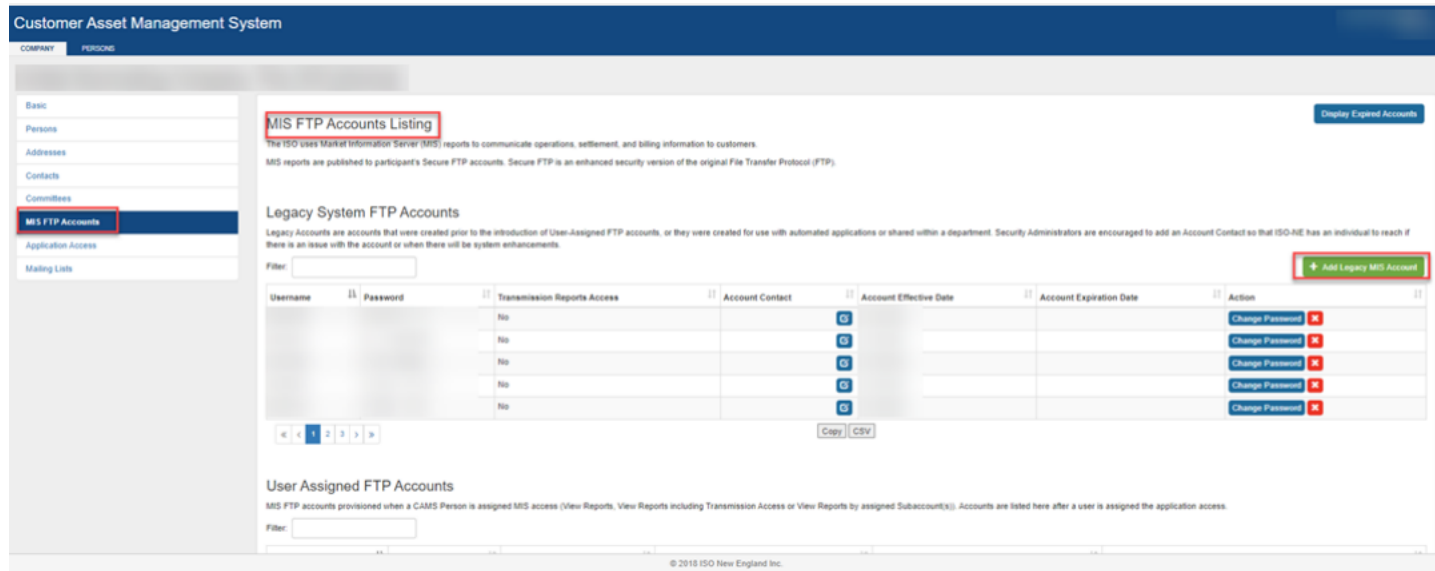 Customer Asset Management System
COMPANY PERSONS
Basic
Persons
Addresses
Contacts
Committees
MIS FTP Accounts
Application Access
Mailing Lists
Display Expired Accounts
MIS FTP Accounts Listing
The ISO uses Market Information Server (MIS) reports to communicate operations, settlement, and billing information to customers.
MIS reports are published to participant's Secure FTP accounts. Secure FTP is an enhanced security version of the original File Transfer Protocol (FTP).
Legacy System FTP Accounts
Legacy Accounts are accounts that were created prior to the introduction of User-Assigned FTP accounts, or they were created for use with automated applications or shared within a department. Security Administrators are encouraged to add an Account Contact so that ISO-NE has an individual to reach if
there is an issue with the account or when there will be system enhancements.
Filter:
+ Add Legacy MIS Account
Username Password Transmission Reports Access Account Contact Account Effective Date Account Expiration Date Action
No Change Password
No Change Password
No Change Password
No Change Password
No Change Password
« < 1 2 3 > » Copy CSV
User Assigned FTP Accounts
MIS FTP accounts provisioned when a CAMS Person is assigned MIS access (View Reports, View Reports including Transmission Access or View Reports by assigned Subaccount(s)). Accounts are listed here after a user is assigned the application access.
Filter:
© 2018 ISO New England Inc.